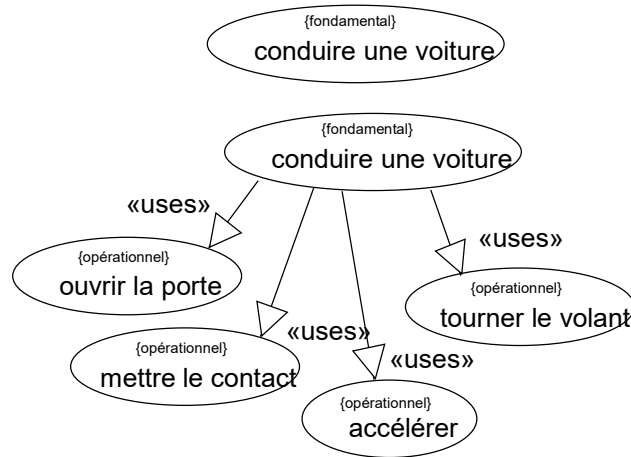 {fondamental}
conduire une voiture
{fondamental}
conduire une voiture
«uses»
«uses»
{opérationnel}
ouvrir la porte
{opérationnel}
tourner le volant
«uses»
{opérationnel}
mettre le contact
«uses»
{opérationnel}
accélérer